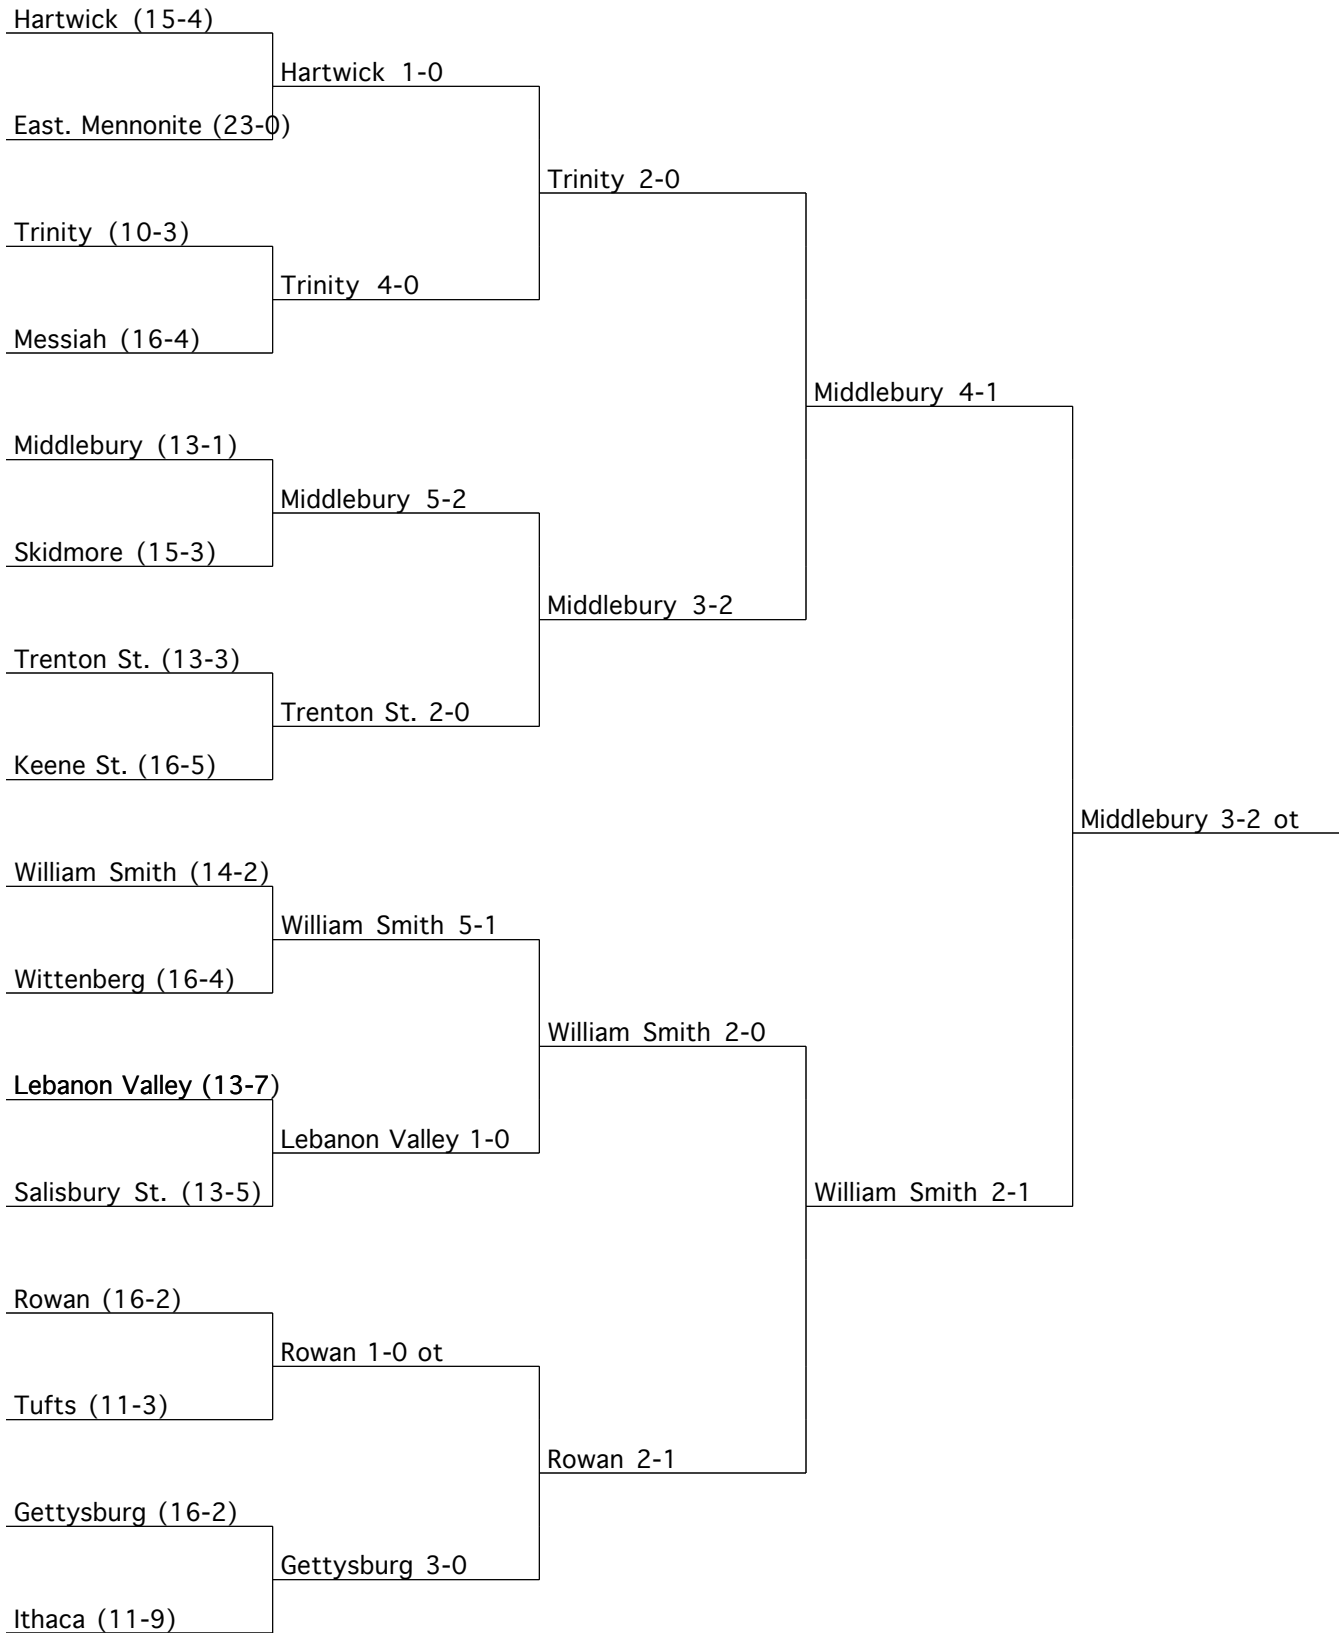 Hartwick (15-4)
Hartwick 1-0
East. Mennonite (23-0)
Trinity 2-0
Trinity (10-3)
Trinity 4-0
Messiah (16-4)
Middlebury 4-1
Middlebury (13-1)
Middlebury 5-2
Skidmore (15-3)
Middlebury 3-2
Trenton St. (13-3)
Trenton St. 2-0
Keene St. (16-5)
Middlebury 3-2 ot
William Smith (14-2)
William Smith 5-1
Wittenberg (16-4)
William Smith 2-0
Lebanon Valley (13-7)
Lebanon Valley 1-0
Salisbury St. (13-5)
William Smith 2-1
Rowan (16-2)
Rowan 1-0 ot
Tufts (11-3)
Rowan 2-1
Gettysburg (16-2)
Gettysburg 3-0
Ithaca (11-9)